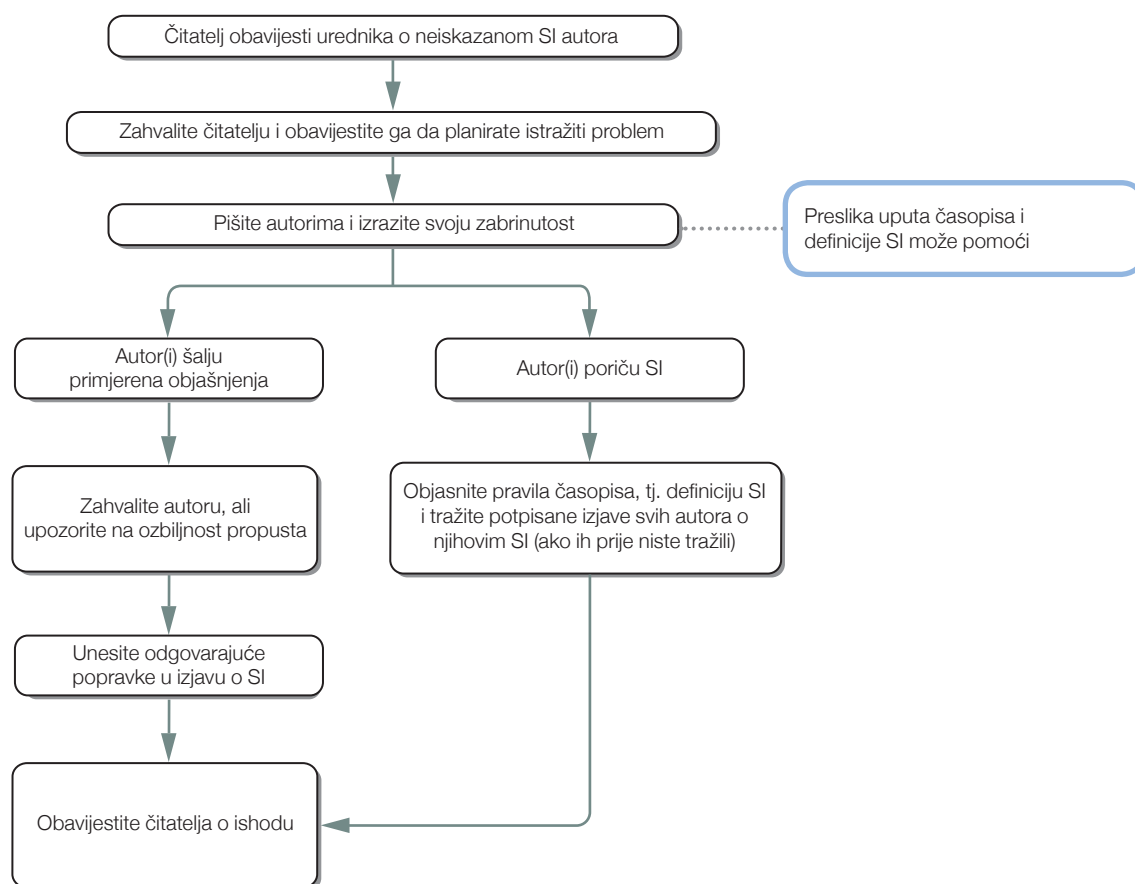 Čitatelj obavijesti urednika o neiskazanom SI autora
Zahvalite čitatelju i obavijestite ga da planirate istražiti problem
Pišite autorima i izrazite svoju zabrinutost
Preslika uputa časopisa i
definicije SI može pomoći
Autor(i) šalju
primjerena objašnjenja
Autor(i) poriču SI
Zahvalite autoru, ali
upozorite na ozbiljnost propusta
Objasnite pravila časopisa, tj. definiciju SI
i tražite potpisane izjave svih autora o
njihovim SI (ako ih prije niste tražili)
Unesite odgovarajuće
popravke u izjavu o SI
Obavijestite čitatelja o ishodu